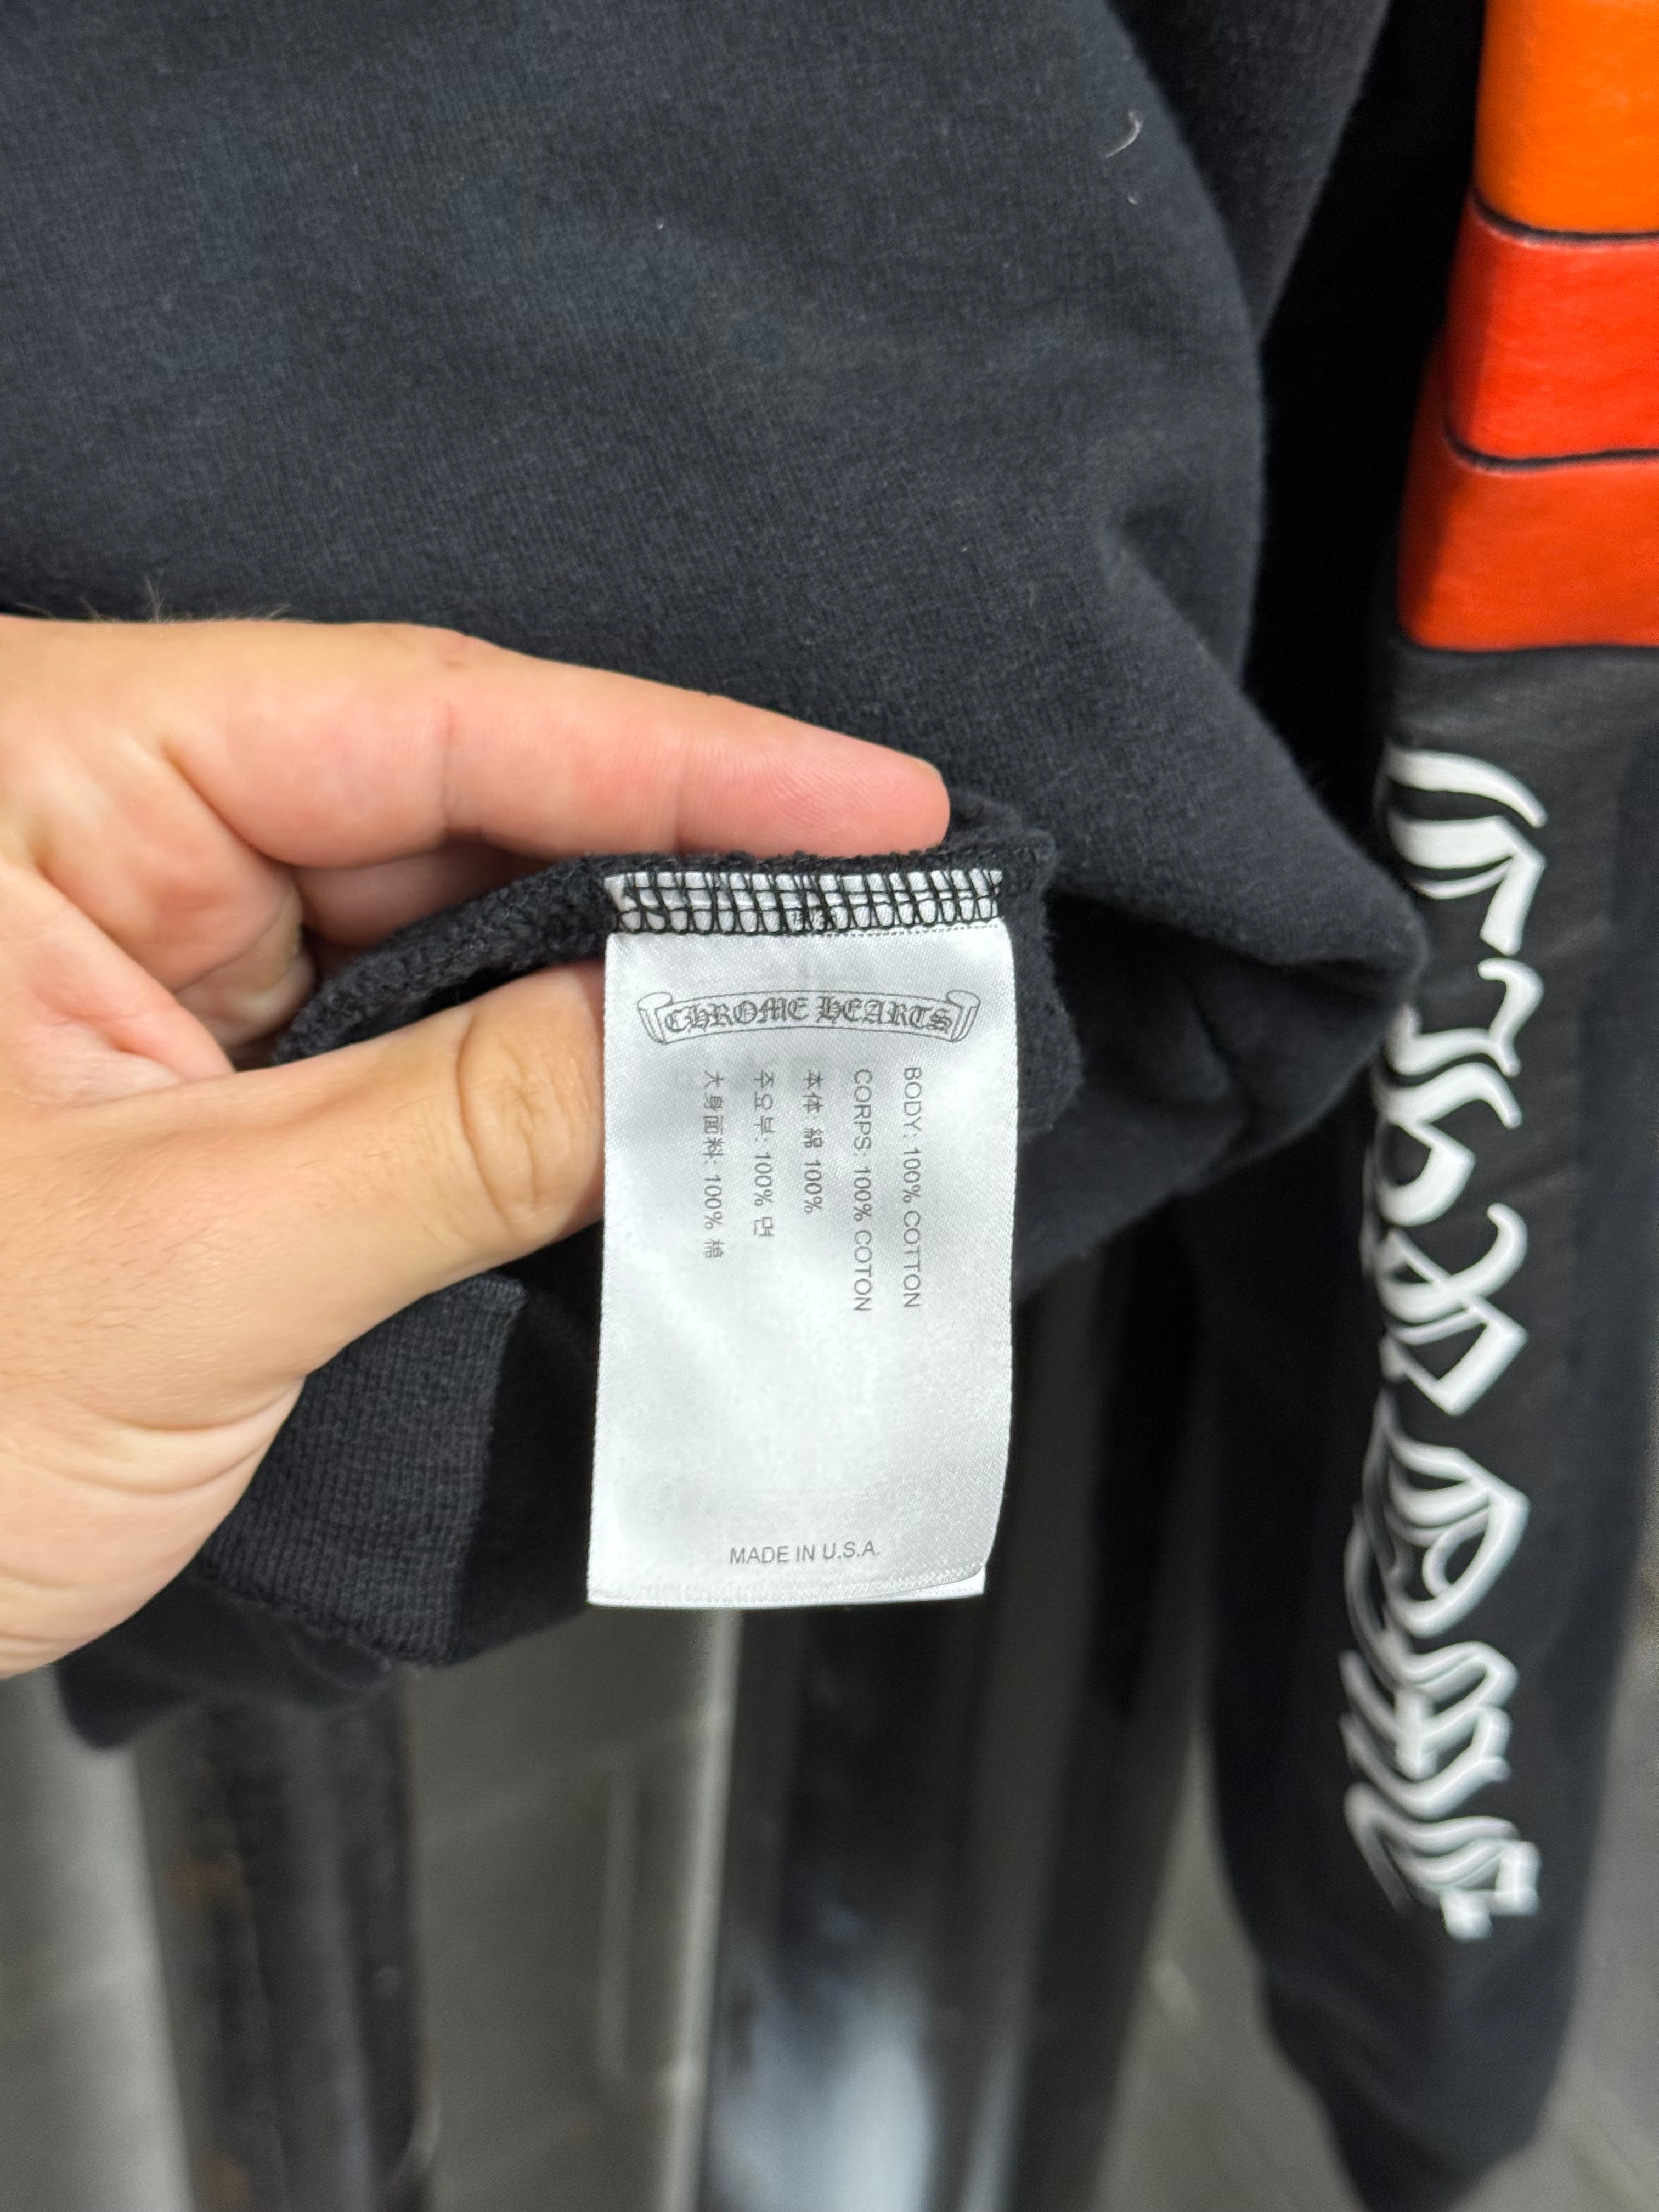 CHROME HEARTS
BODY: 100% COTTON
CORPS: 100% COTON
本体 綿 100%
주요부: 100% 면
大身面料: 100% 棉
MADE IN U.S.A.